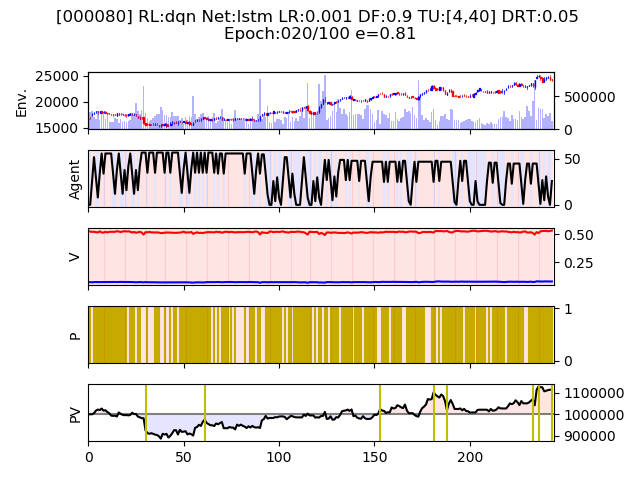 [000080] RL:dqn Net:lstm LR:0.001 DF:0.9 TU:[4,40] DRT:0.05
Epoch:020/100 e=0.81
Env.
25000
20000
15000
500000
0
Agent
50
0
V
0.50
0.25
P
1
0
PV
1100000
1000000
900000
0
50
100
150
200